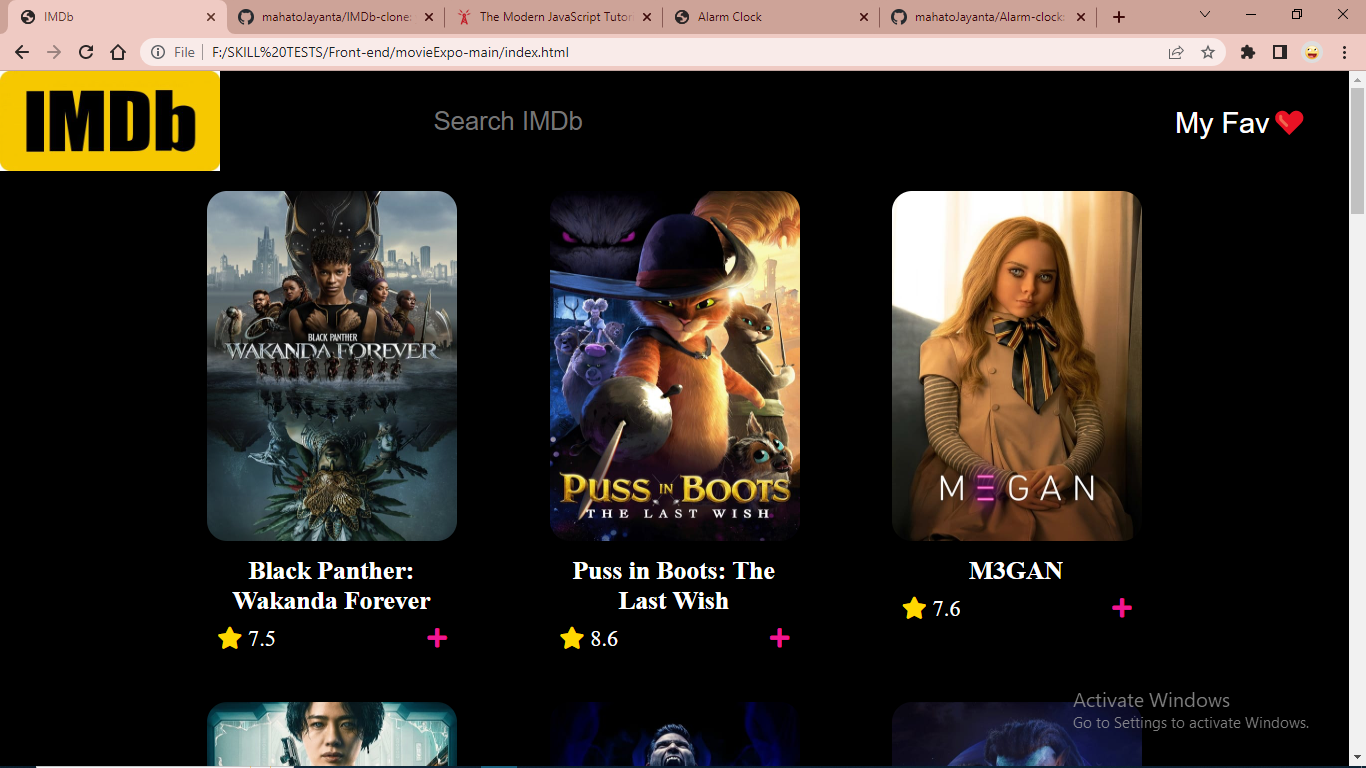 IMDb
mahatoJayanta/IMDb-clone:
The Modern JavaScript Tutor
Alarm Clock
mahatoJayanta/Alarm-clock:
File
F:/SKILL%20TESTS/Front-end/movieExpo-main/index.html
IMDb
Search IMDb
My Fav
BLACK PANTHER
WAKANDA FOREVER
PUSS IN BOOTS
THE LAST WISH
M3GAN
Black Panther:
Wakanda Forever
7.5
Puss in Boots: The
Last Wish
8.6
M3GAN
7.6
Activate Windows
Go to Settings to activate Windows.